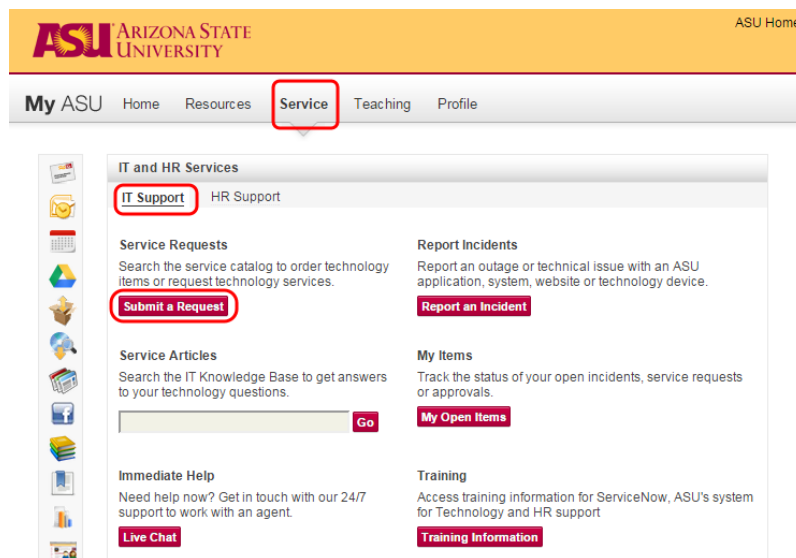 ASU Home
ASU ARIZONA STATE
UNIVERSITY
My ASU Home Resources Service Teaching Profile
IT and HR Services
IT Support HR Support
Service Requests
Search the service catalog to order technology
items or request technology services.
Submit a Request
Report Incidents
Report an outage or technical issue with an ASU
application, system, website or technology device.
Report an Incident
Service Articles
Search the IT Knowledge Base to get answers
to your technology questions.
Go
My Items
Track the status of your open incidents, service requests
or approvals.
My Open Items
Immediate Help
Need help now? Get in touch with our 24/7
support to work with an agent.
Live Chat
Training
Access training information for ServiceNow, ASU's system
for Technology and HR support
Training Information